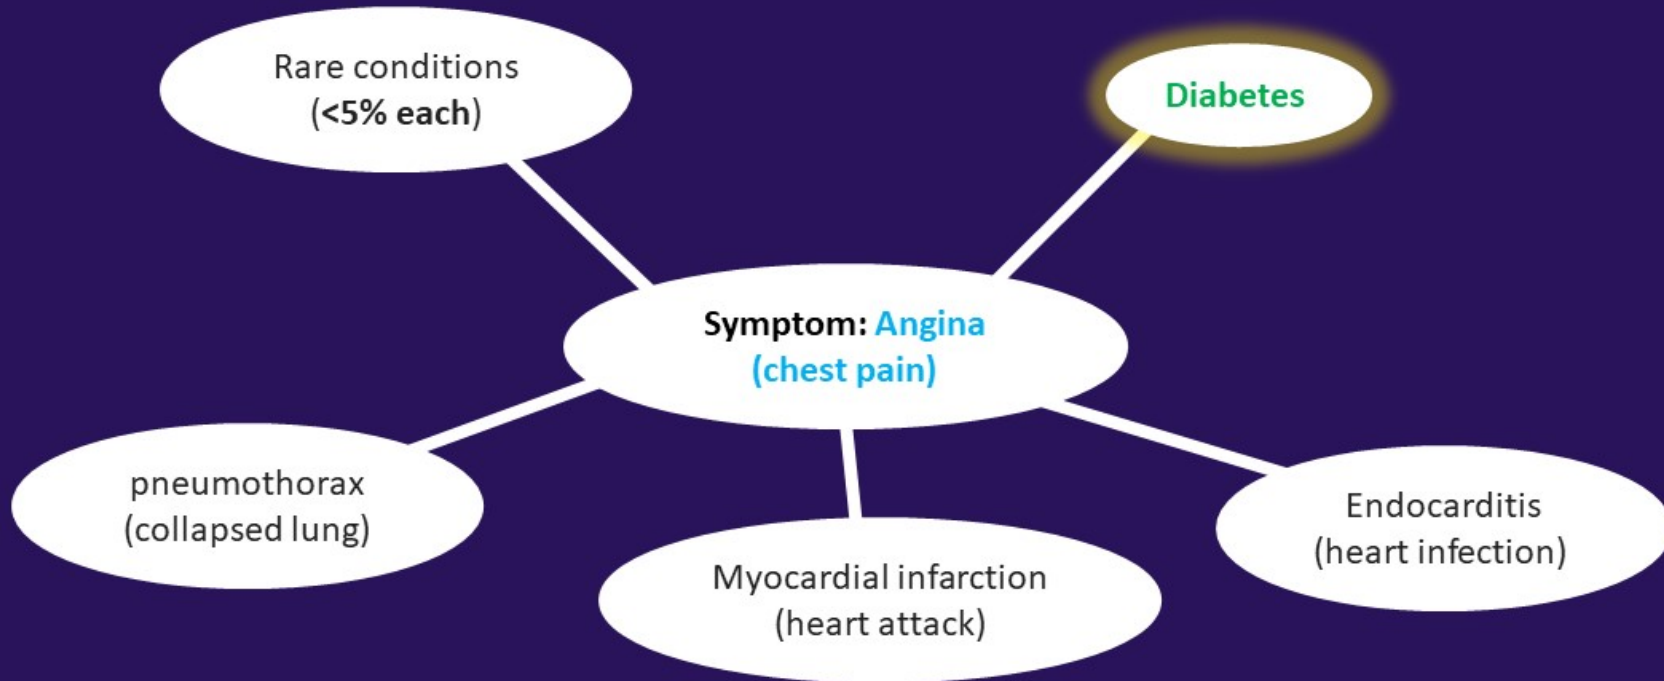 Rare conditions
(<5% each)
Diabetes
Symptom: Angina
(chest pain)
pneumothorax
(collapsed lung)
Myocardial infarction
(heart attack)
Endocarditis
(heart infection)